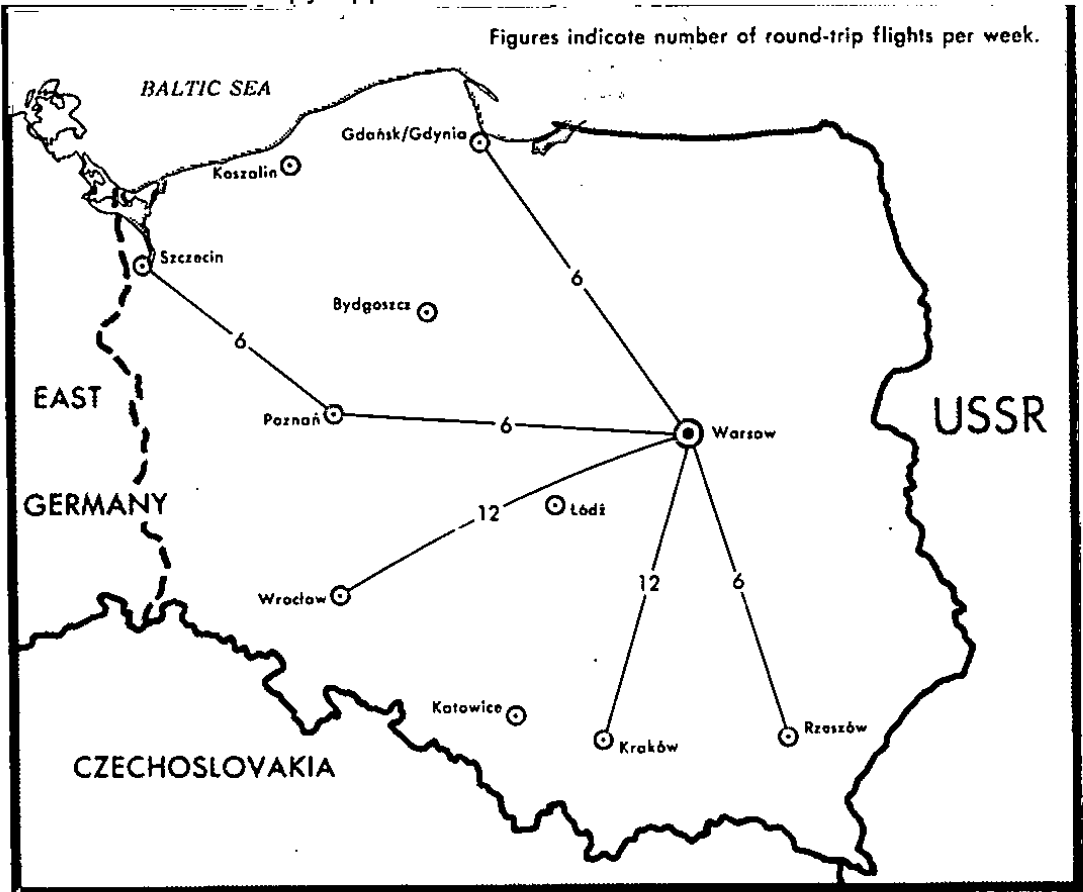 Figures indicate number of round-trip flights per week.
BALTIC SEA
Gdańsk/Gdynia
Koszalin
Szczecin
6
Bydgoszcz
6
EAST
Poznań
6
Warsaw
USSR
GERMANY
12
Łódź
Wrocław
12
6
Katowice
Kraków
Rzeszów
CZECHOSLOVAKIA